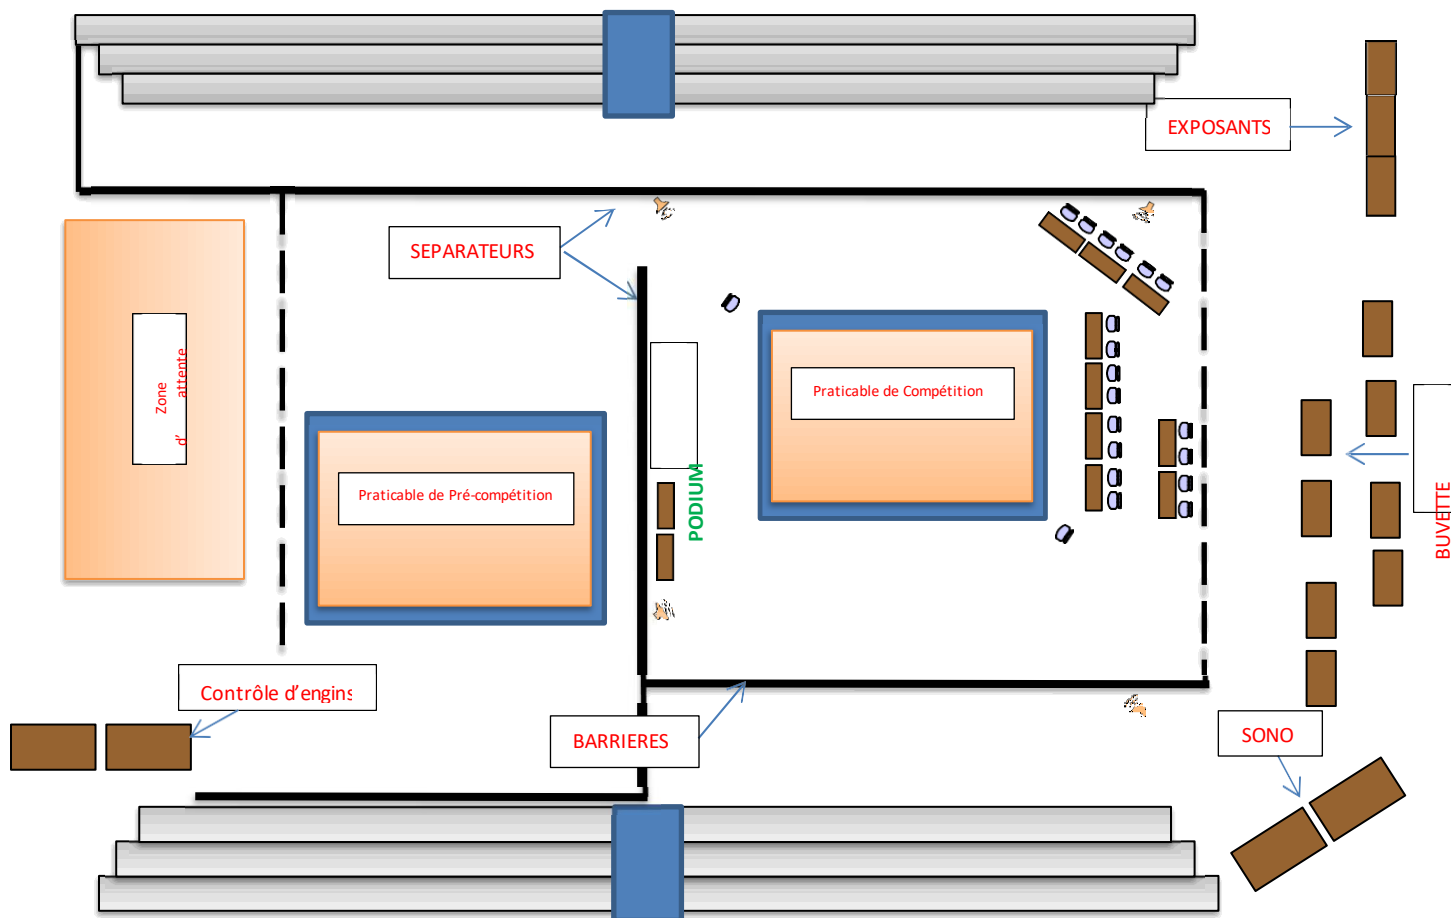 EXPOSANTS
SEPARATEURS
Zone
d' attente
Praticable de Compétition
Praticable de Pré-compétition
PODIUM
BUVETTE
Contrôle d'engins
BARRIERES
SONO